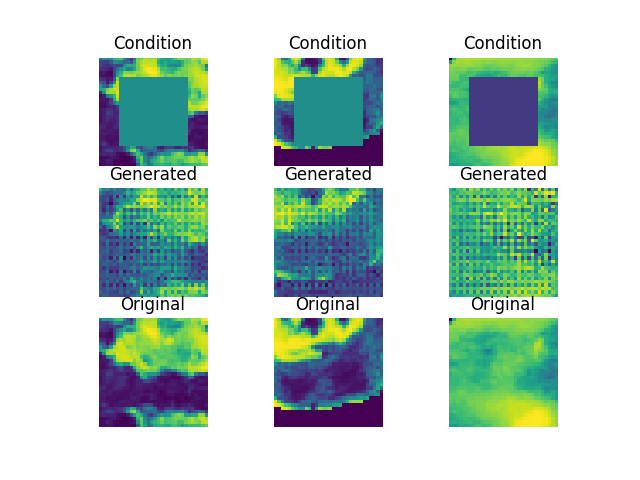 Condition Condition Condition
Generated Generated Generated
Original Original Original